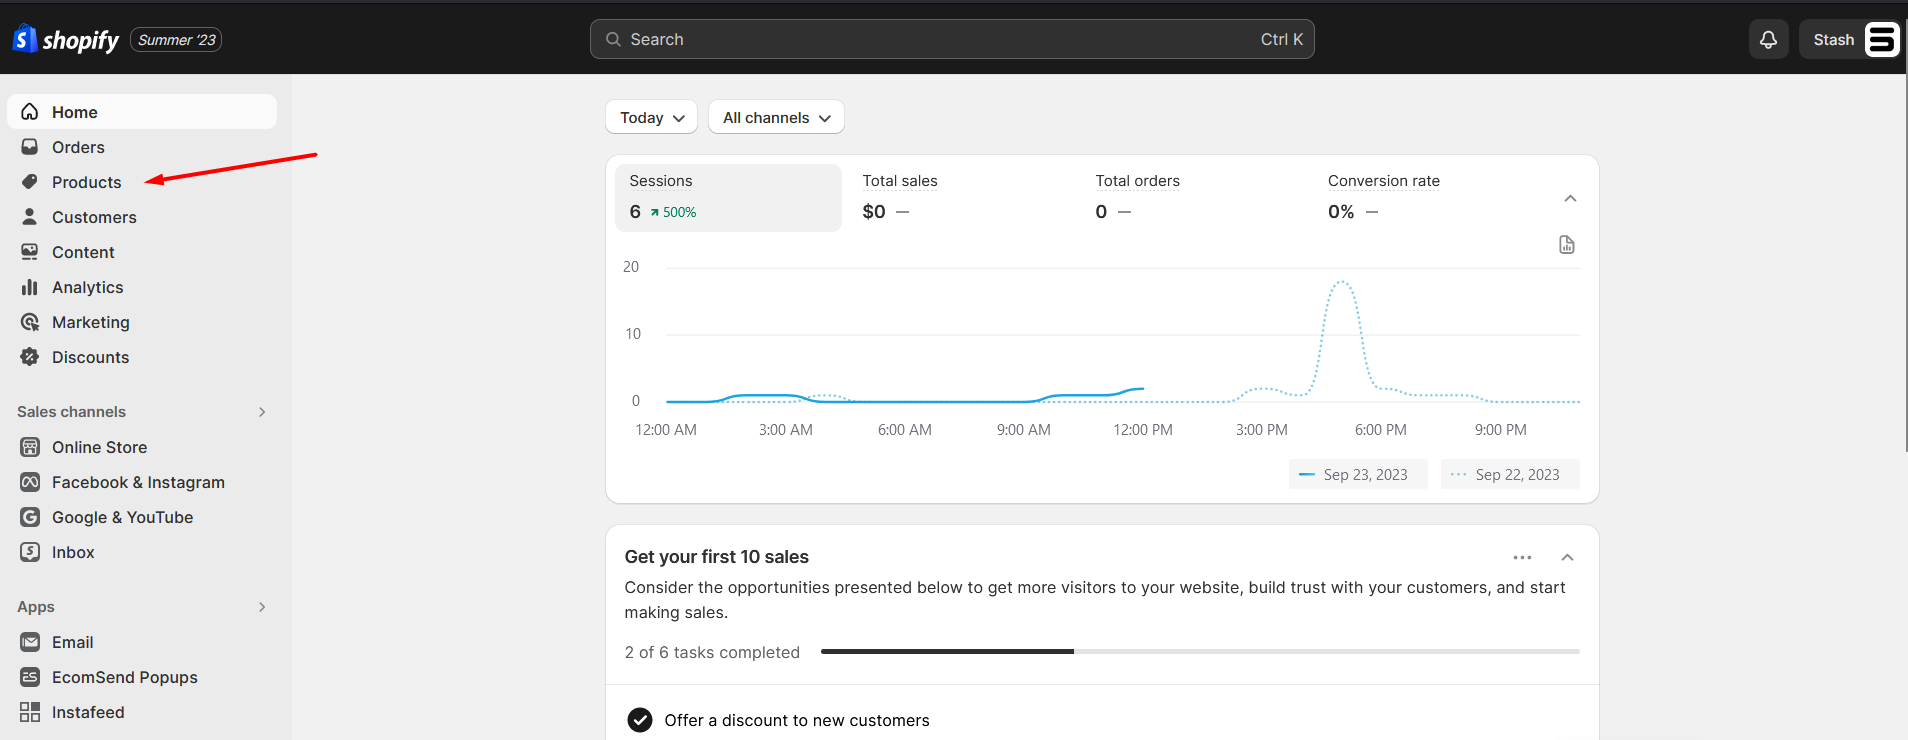 shopify Summer '23
Search Ctrl K
Stash
Home
Orders
Products
Customers
Content
Analytics
Marketing
Discounts
Sales channels
Online Store
Facebook & Instagram
Google & YouTube
Inbox
Apps
Email
EcomSend Popups
Instafeed
Today All channels
Sessions Total sales Total orders Conversion rate
6 500% $0 — 0 — 0% —
20
10
0
12:00 AM 3:00 AM 6:00 AM 9:00 AM 12:00 PM 3:00 PM 6:00 PM 9:00 PM
Sep 23, 2023 Sep 22, 2023
Get your first 10 sales
Consider the opportunities presented below to get more visitors to your website, build trust with your customers, and start
making sales.
2 of 6 tasks completed
Offer a discount to new customers